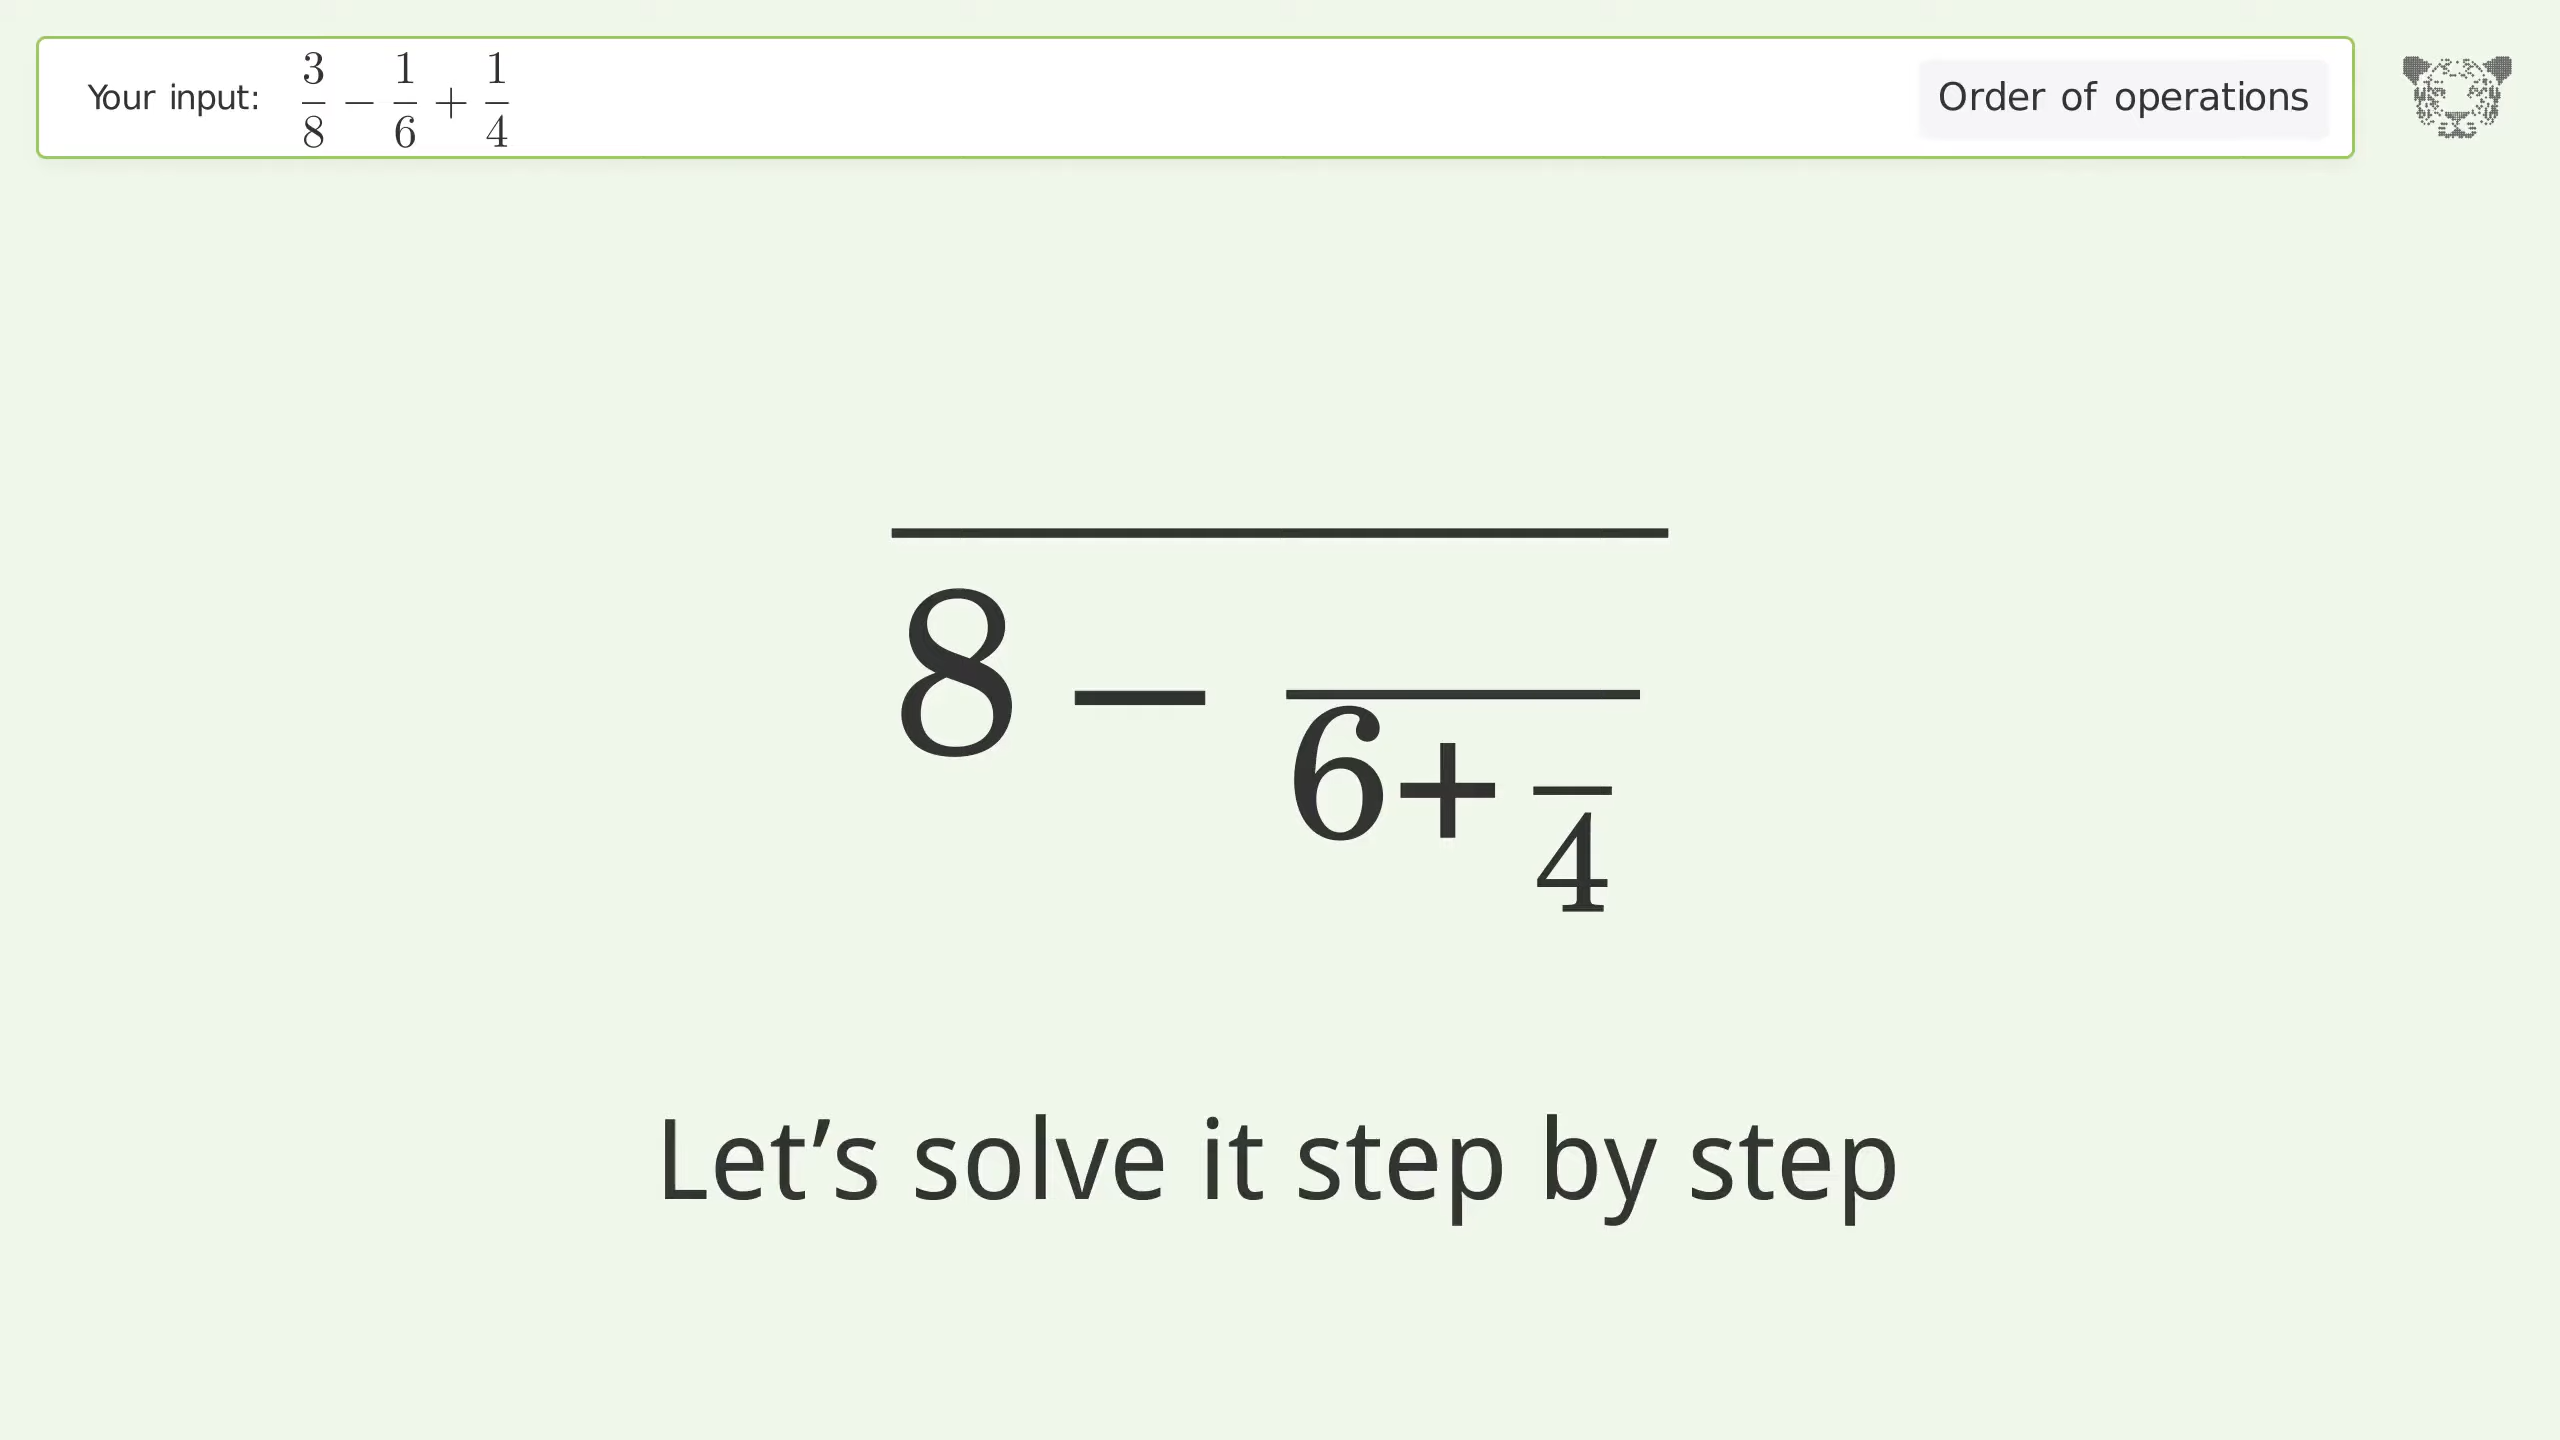 Your input: 3/8 − 1/6 + 1/4
Order of operations
8 −
6 +
4
Let’s solve it step by step